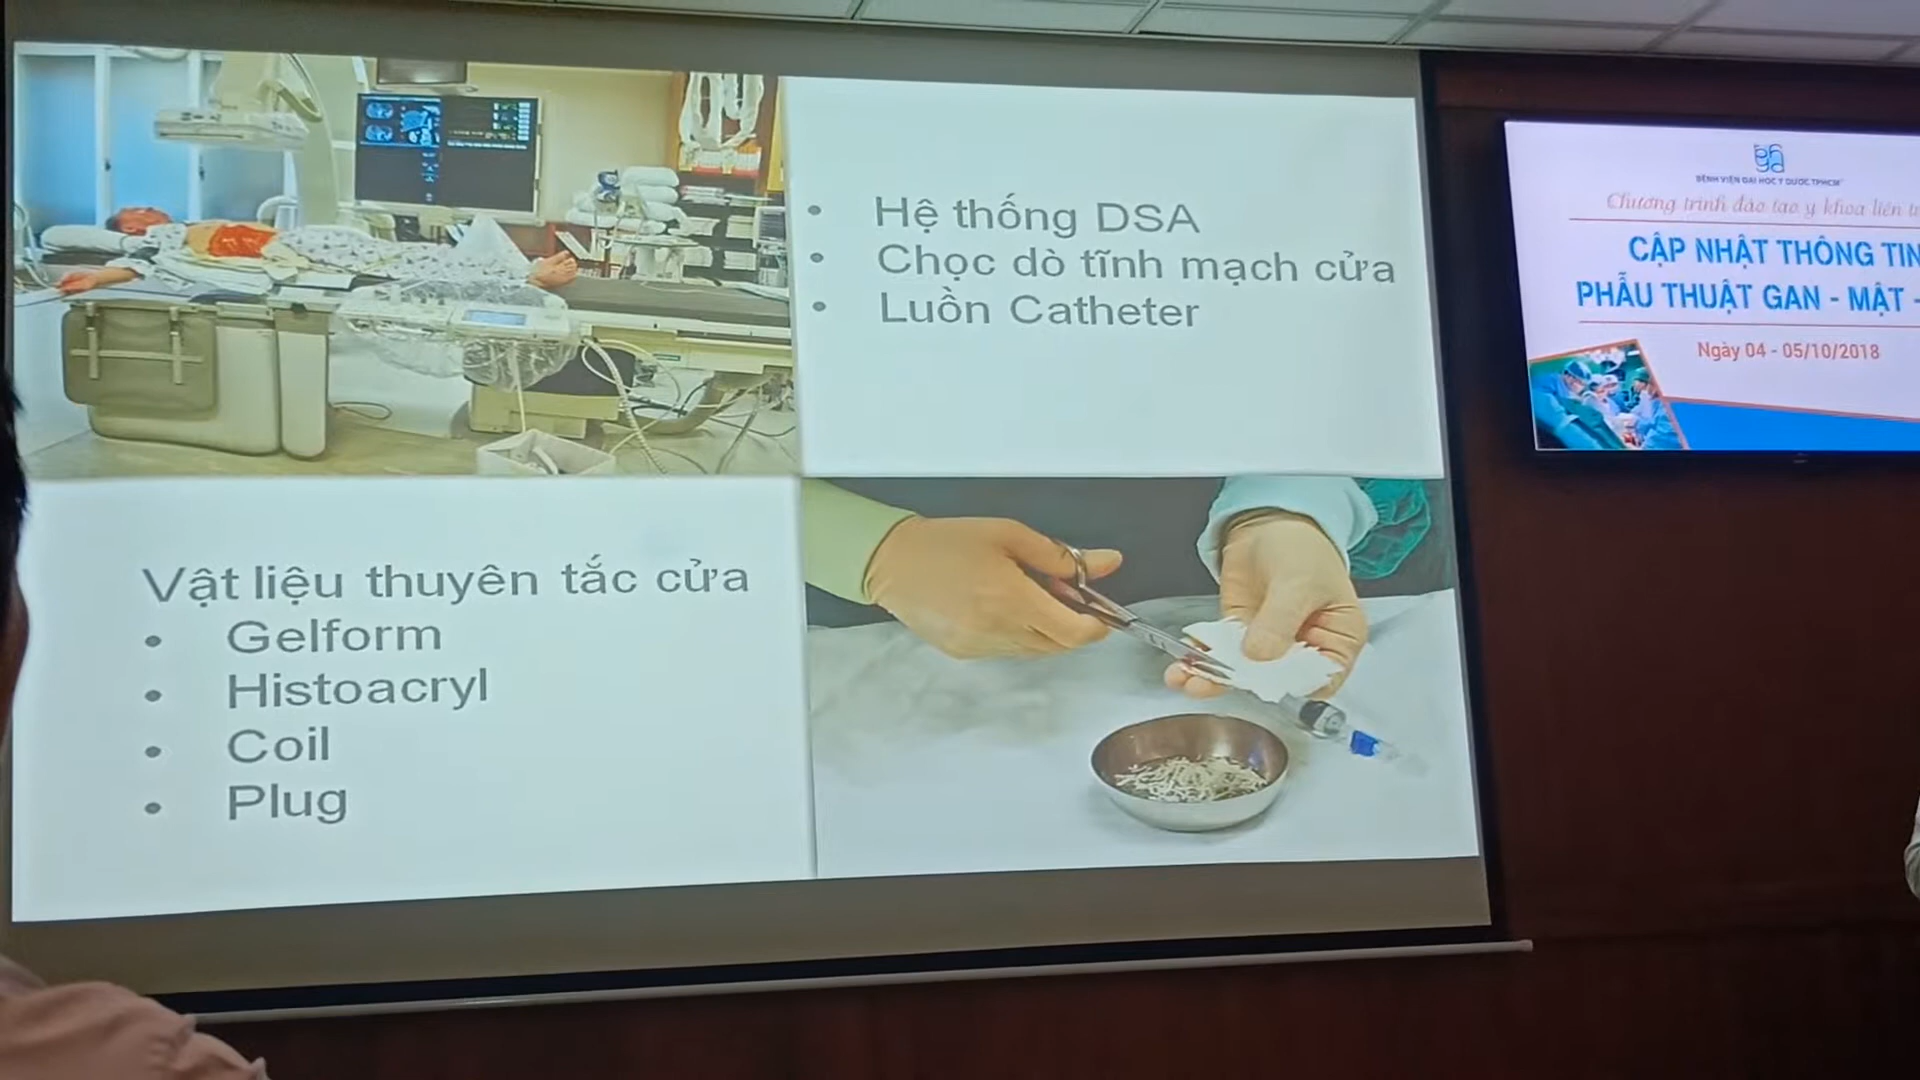 Hệ thống DSA
Chọc dò tĩnh mạch cửa
Luồn Catheter
Vật liệu thuyên tắc cửa
Gelform
Histoacryl
Coil
Plug
BỆNH VIỆN ĐẠI HỌC Y DƯỢC TPHCM
Chương trình đào tạo y khoa liên
CẬP NHẬT THÔNG TIN
PHẪU THUẬT GAN - MẬT -
Ngày 04 - 05/10/2018